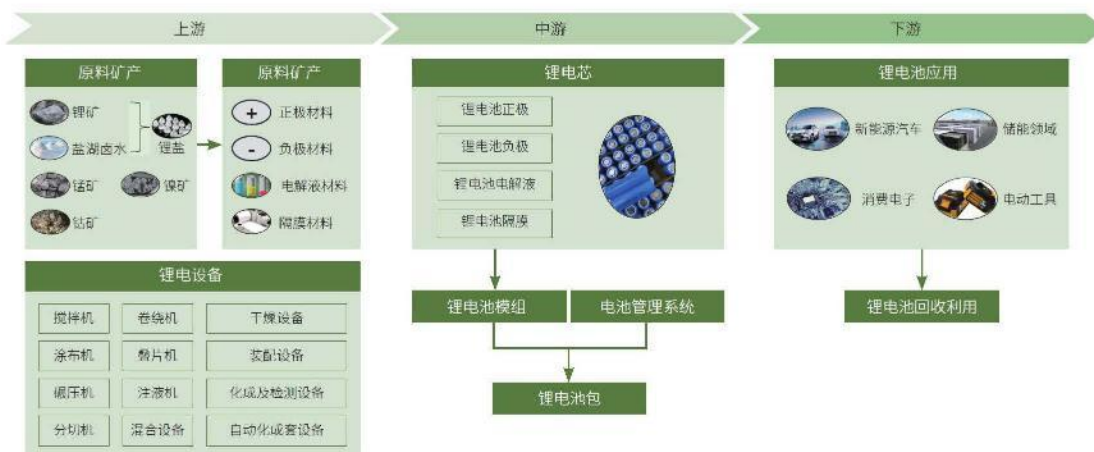 上游
中游
下游
原料矿产
锂矿
盐湖卤水
锂盐
锰矿
镍矿
钴矿
原料矿产
+
正极材料
-
负极材料
电解液材料
隔膜材料
锂电设备
搅拌机
卷绕机
干燥设备
涂布机
叠片机
装配设备
碾压机
注液机
化成及检测设备
分切机
混合设备
自动化成套设备
锂电芯
锂电池正极
锂电池负极
锂电池电解液
锂电池隔膜
锂电池模组
电池管理系统
锂电池包
锂电池应用
新能源汽车
储能领域
消费电子
电动工具
锂电池回收利用